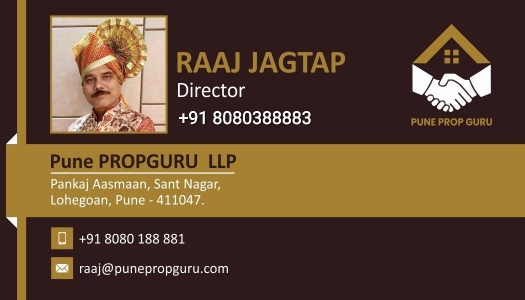 RAAJ JAGTAP
Director
+91 8080388883
PUNE PROP GURU
Pune PROPGURU LLP
Pankaj Aasmaan, Sant Nagar,
Lohegoan, Pune - 411047.
+91 8080 188 881
raaj@punepropguru.com